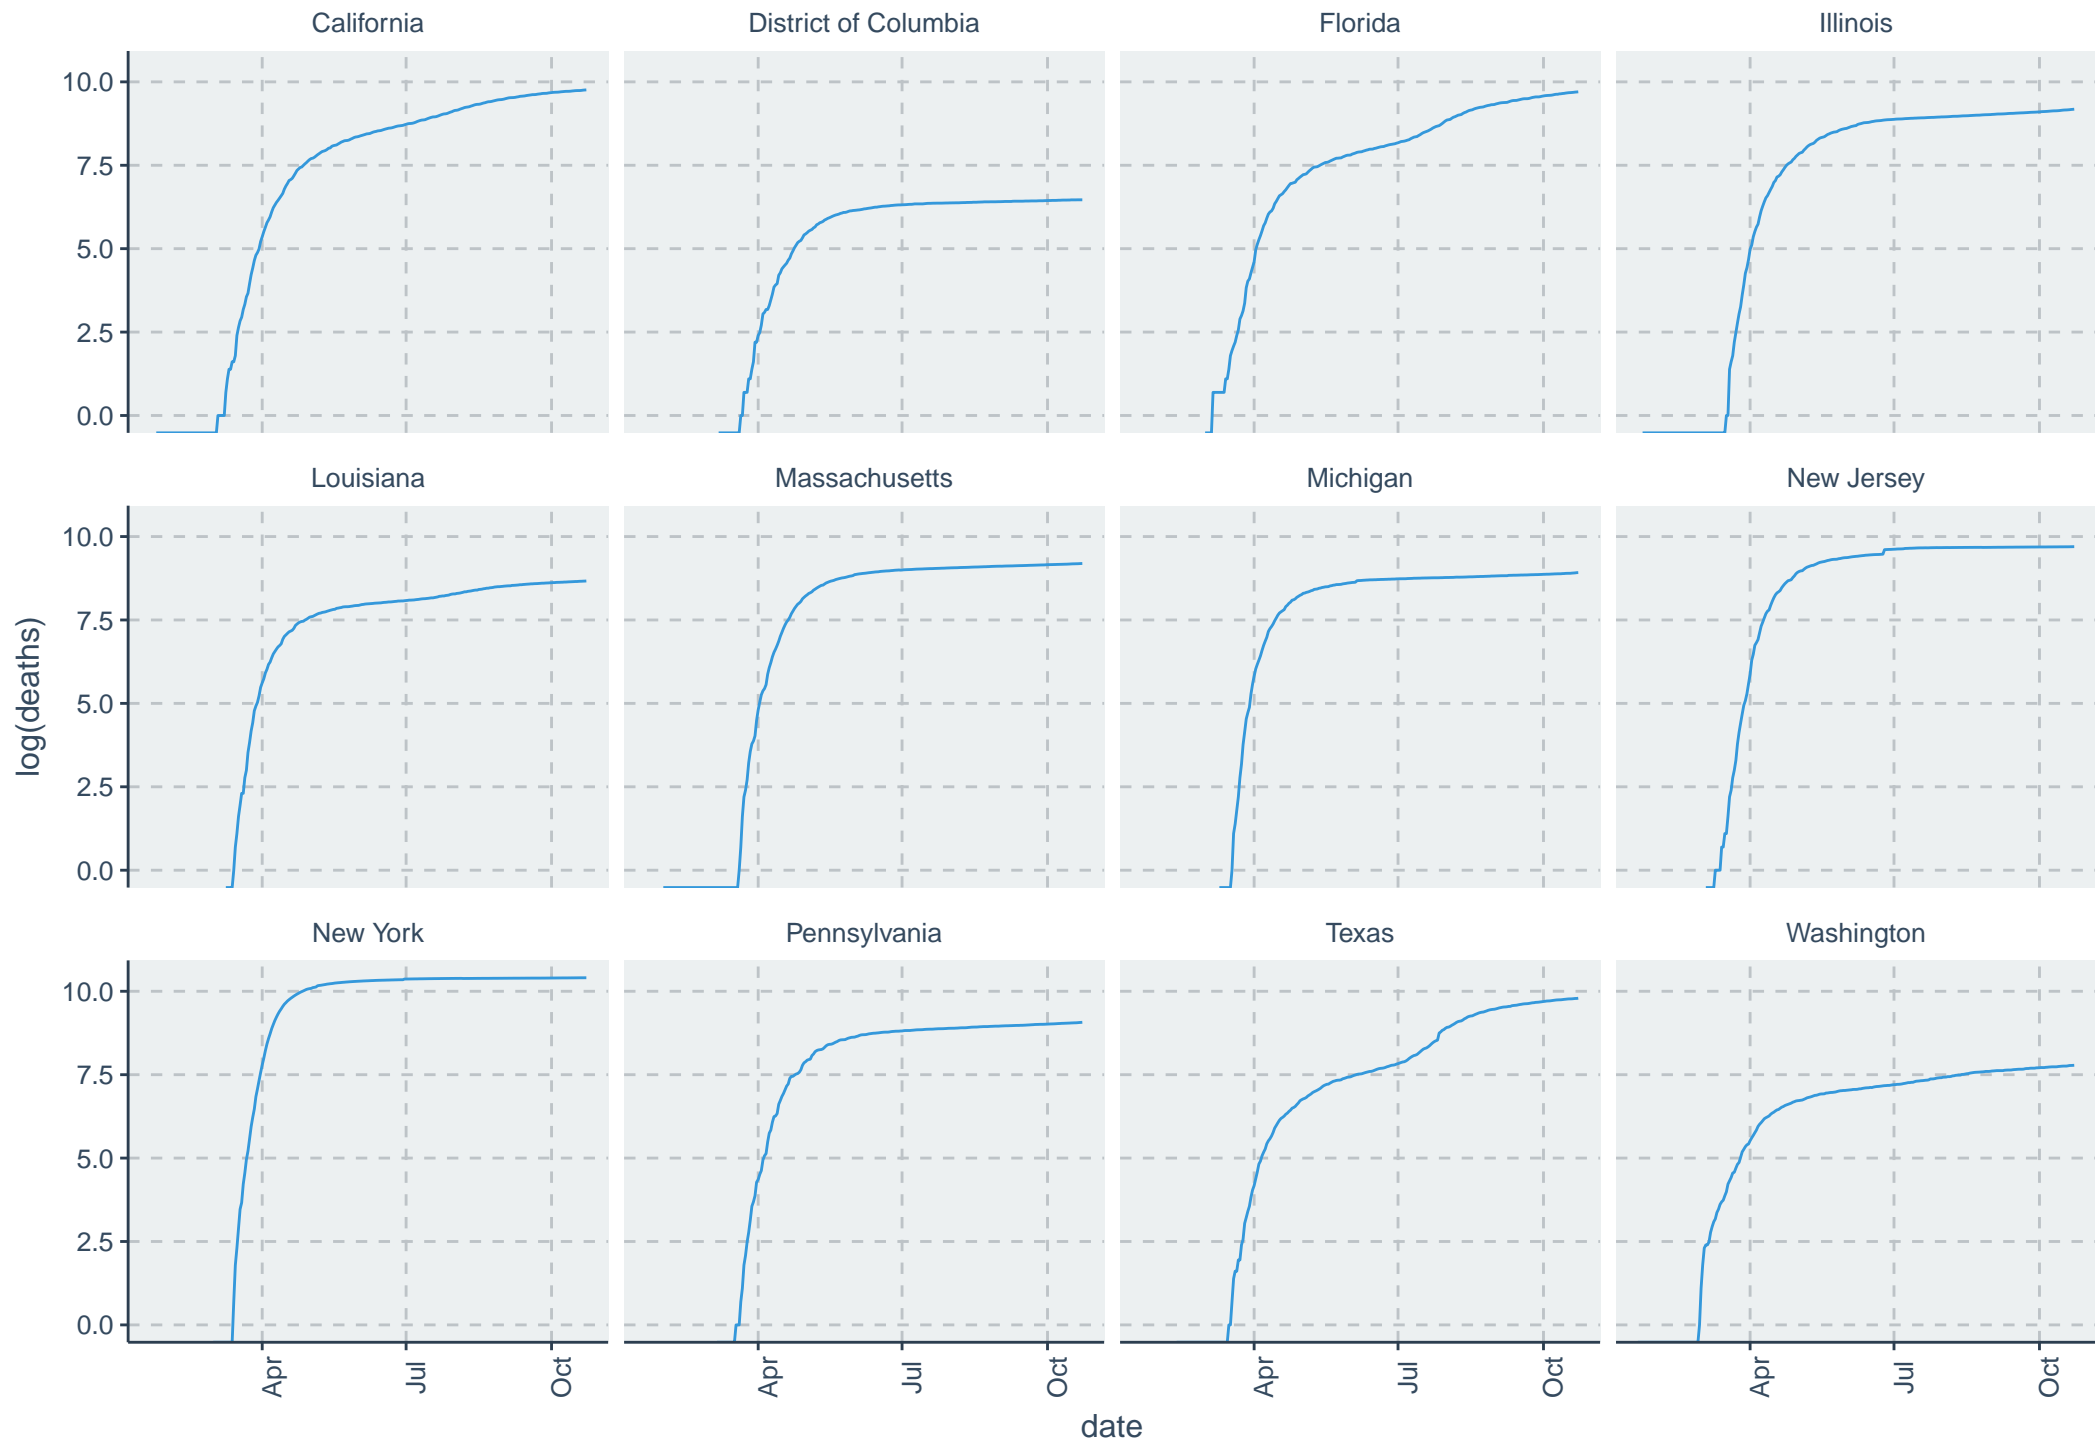 California District of Columbia Florida Illinois
10.0
7.5
5.0
2.5
0.0
Louisiana Massachusetts Michigan New Jersey
10.0
7.5
5.0
2.5
0.0
log(deaths)
New York Pennsylvania Texas Washington
10.0
7.5
5.0
2.5
0.0
Apr Jul Oct Apr Jul Oct Apr Jul Oct Apr Jul Oct
date